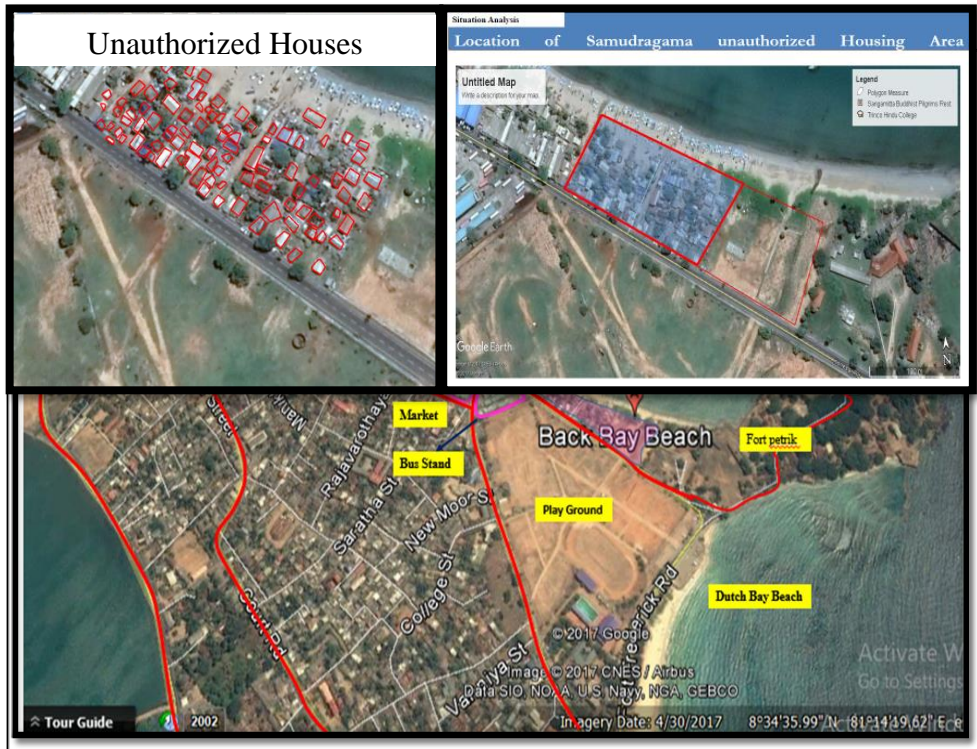 Unauthorized Houses
Situation Analysis
Location of Samudragama unauthorized Housing Area
Untitled Map
Write a description for your map.
Legend
Polygon Measure
Sangamitta Buddhist Pilgrims Rest
Trinco Hindu College
Google Earth
N
Market
Bus Stand
Back Bay Beach
Fort petrik
Play Ground
Dutch Bay Beach
Street
Rajavarothaya
Saratha St
New Moor St
College St
Court Rd
© 2017 Google
Image © 2017 CNES / Airbus
Data SIO, NOAA, U.S. Navy, NGA, GEBCO
Activate W
Go to Settings
Tour Guide
2002
Imagery Date: 4/30/2017 8°34'35.99"N 81°14'19.62"E